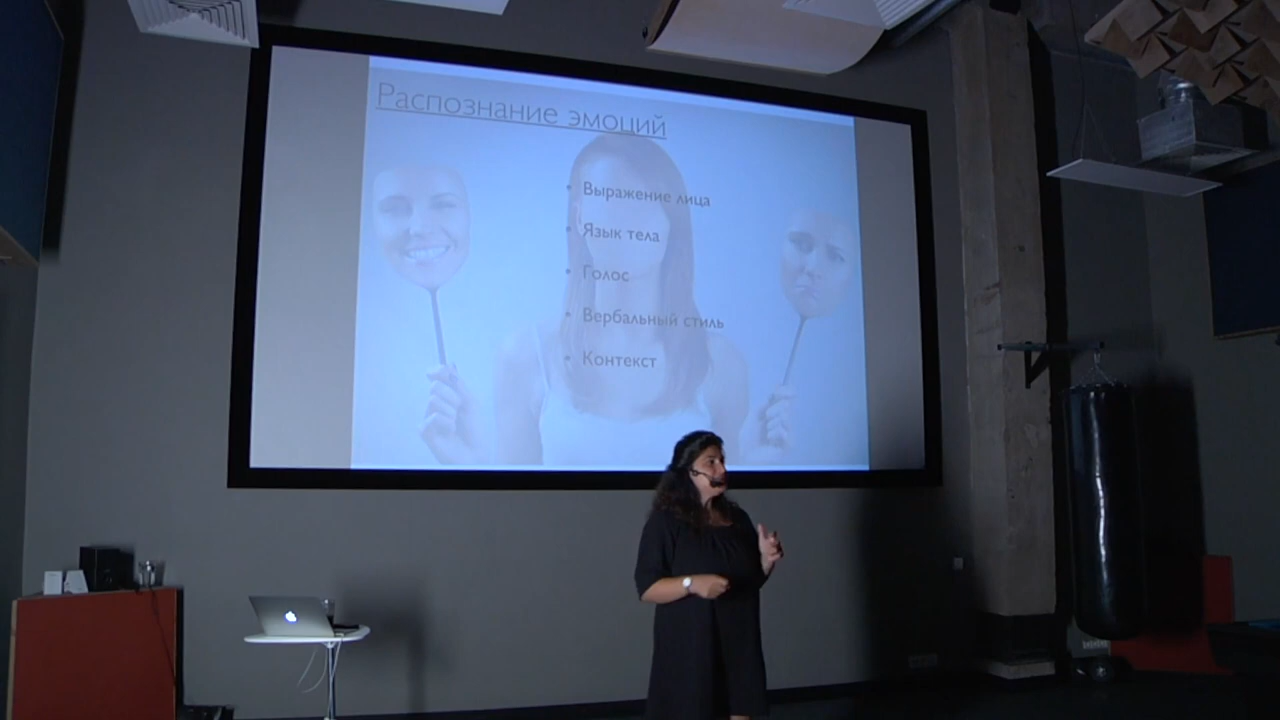 Распознание эмоций
• Выражение лица
• Язык тела
• Голос
• Вербальный стиль
• Контекст